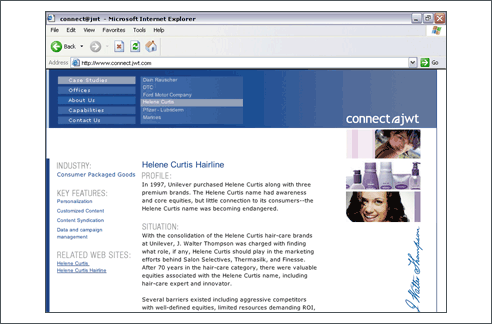 connect@jwt - Microsoft Internet Explorer
File Edit View Favorites Tools Help
Back
Address http://www.connect.jwt.com Go
Case Studies
Offices
About Us
Capabilities
Contact Us
Dain Rauscher
DTC
Ford Motor Company
Helene Curtis
Pfizer - Listerine
Matrixx
connect@jwt
INDUSTRY:
Consumer Packaged Goods
KEY FEATURES:
Personalization
Customized Content
Content Syndication
Data and campaign
management
RELATED WEB SITES:
Helene Curtis
Helene Curtis Hairline
Helene Curtis Hairline
PROFILE:
In 1997, Unilever purchased Helene Curtis along with three
premium brands. The Helene Curtis name had awareness
and core equities, but little connection to its consumers--the
Helene Curtis name was becoming endangered.
SITUATION:
With the consolidation of the Helene Curtis hair-care brands
at Unilever, J. Walter Thompson was charged with finding
what role, if any, Helene Curtis should play in the marketing
efforts behind Salon Selectives, Thermasilk, and Finesse.
After 70 years in the hair-care category, there were valuable
equities associated with the Helene Curtis name, including
hair-care expert and innovator.
Several barriers existed including aggressive competitors
with well-defined equities, limited resources demanding ROI,
J. Walter Thompson